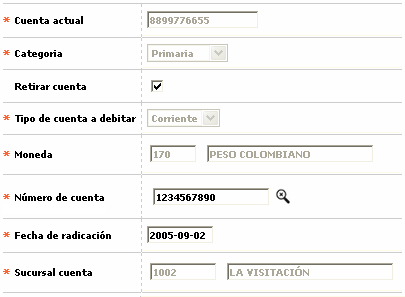 * Cuenta actual 8899776655
* Categoria Primaria
Retirar cuenta
* Tipo de cuenta a debitar Corriente
* Moneda 170 PESO COLOMBIANO
* Número de cuenta 1234567890
* Fecha de radicación 2005-09-02
* Sucursal cuenta 1002 LA VISITACIÓN